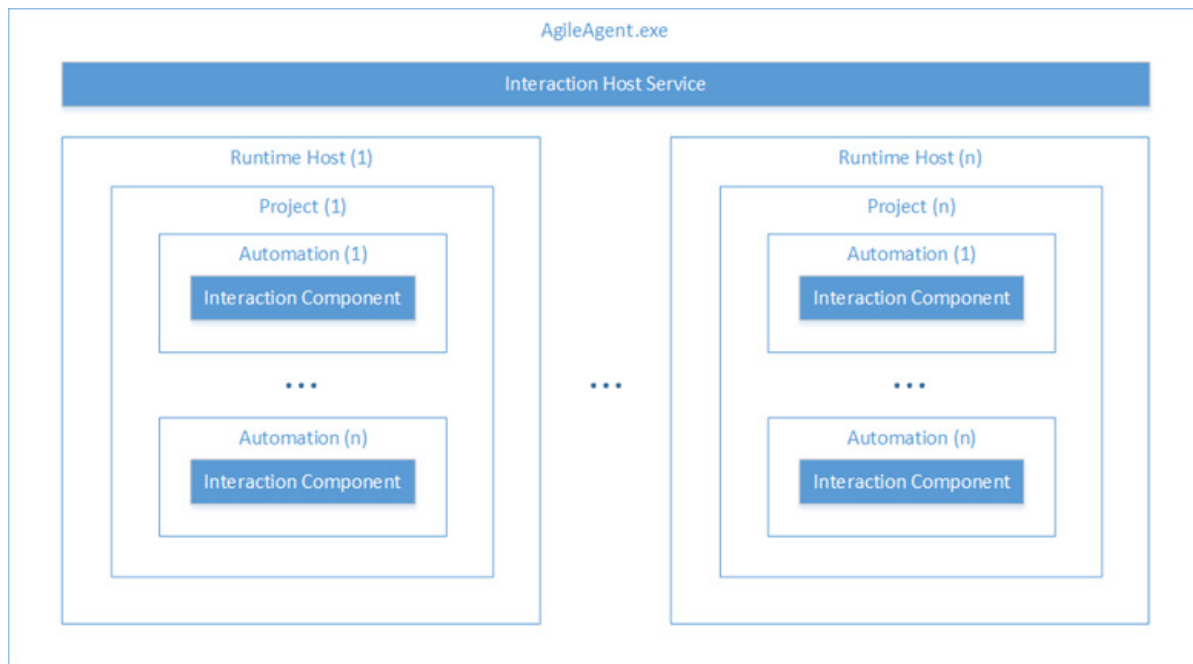 AgileAgent.exe
Interaction Host Service
Runtime Host (1)
Project (1)
Automation (1)
Interaction Component
...
Automation (n)
Interaction Component
...
Runtime Host (n)
Project (n)
Automation (1)
Interaction Component
...
Automation (n)
Interaction Component